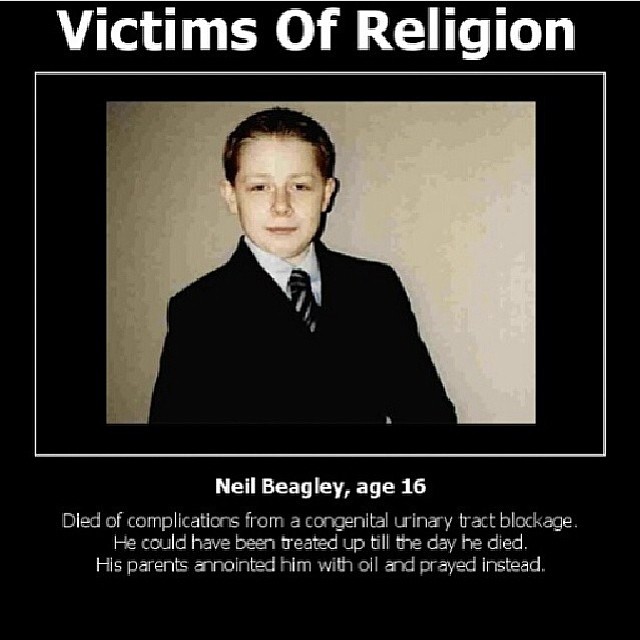 Victims Of Religion
Neil Beagley, age 16
Died of complications from a congenital urinary tract blockage.
He could have been treated up till the day he died.
His parents annointed him with oil and prayed instead.